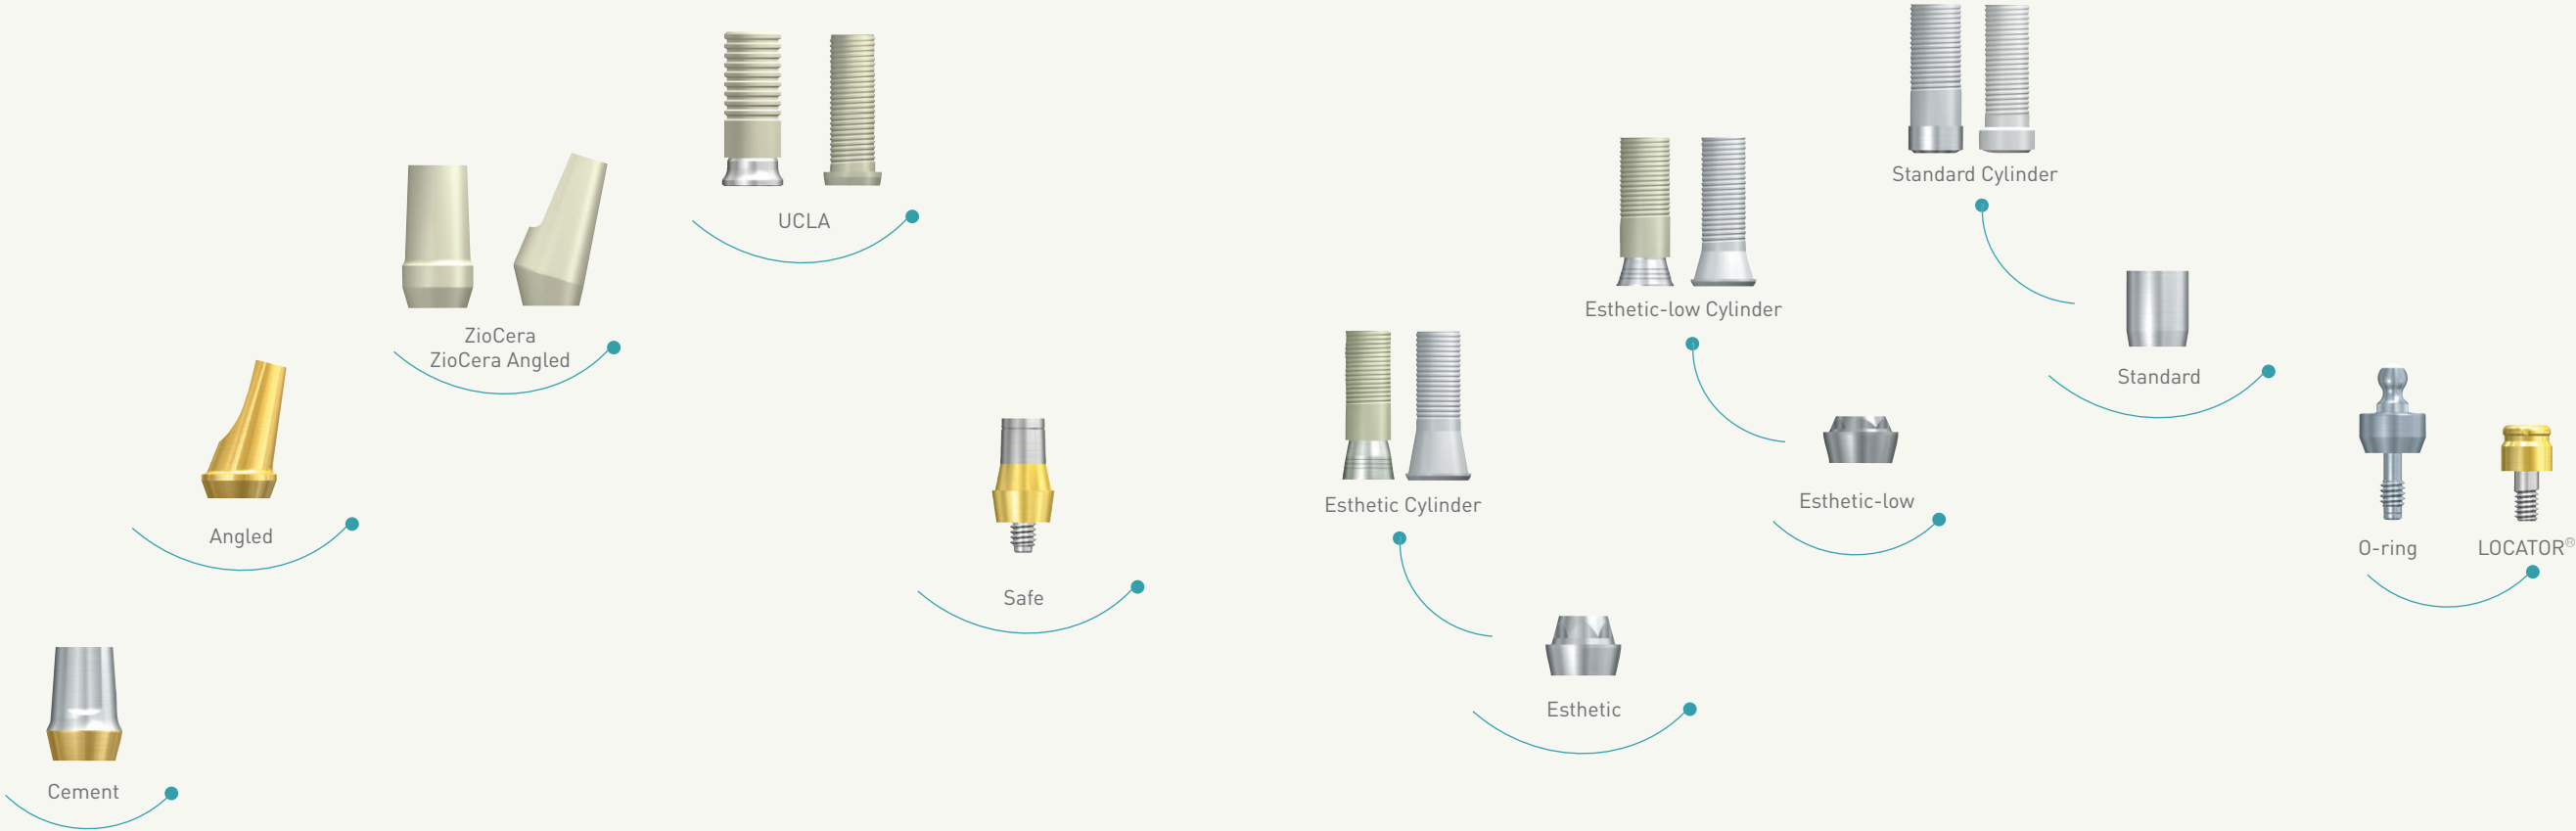 Cement
Angled
ZioCera
ZioCera Angled
UCLA
Safe
Esthetic Cylinder
Esthetic
Esthetic-low Cylinder
Esthetic-low
Standard Cylinder
Standard
O-ring
LOCATOR®